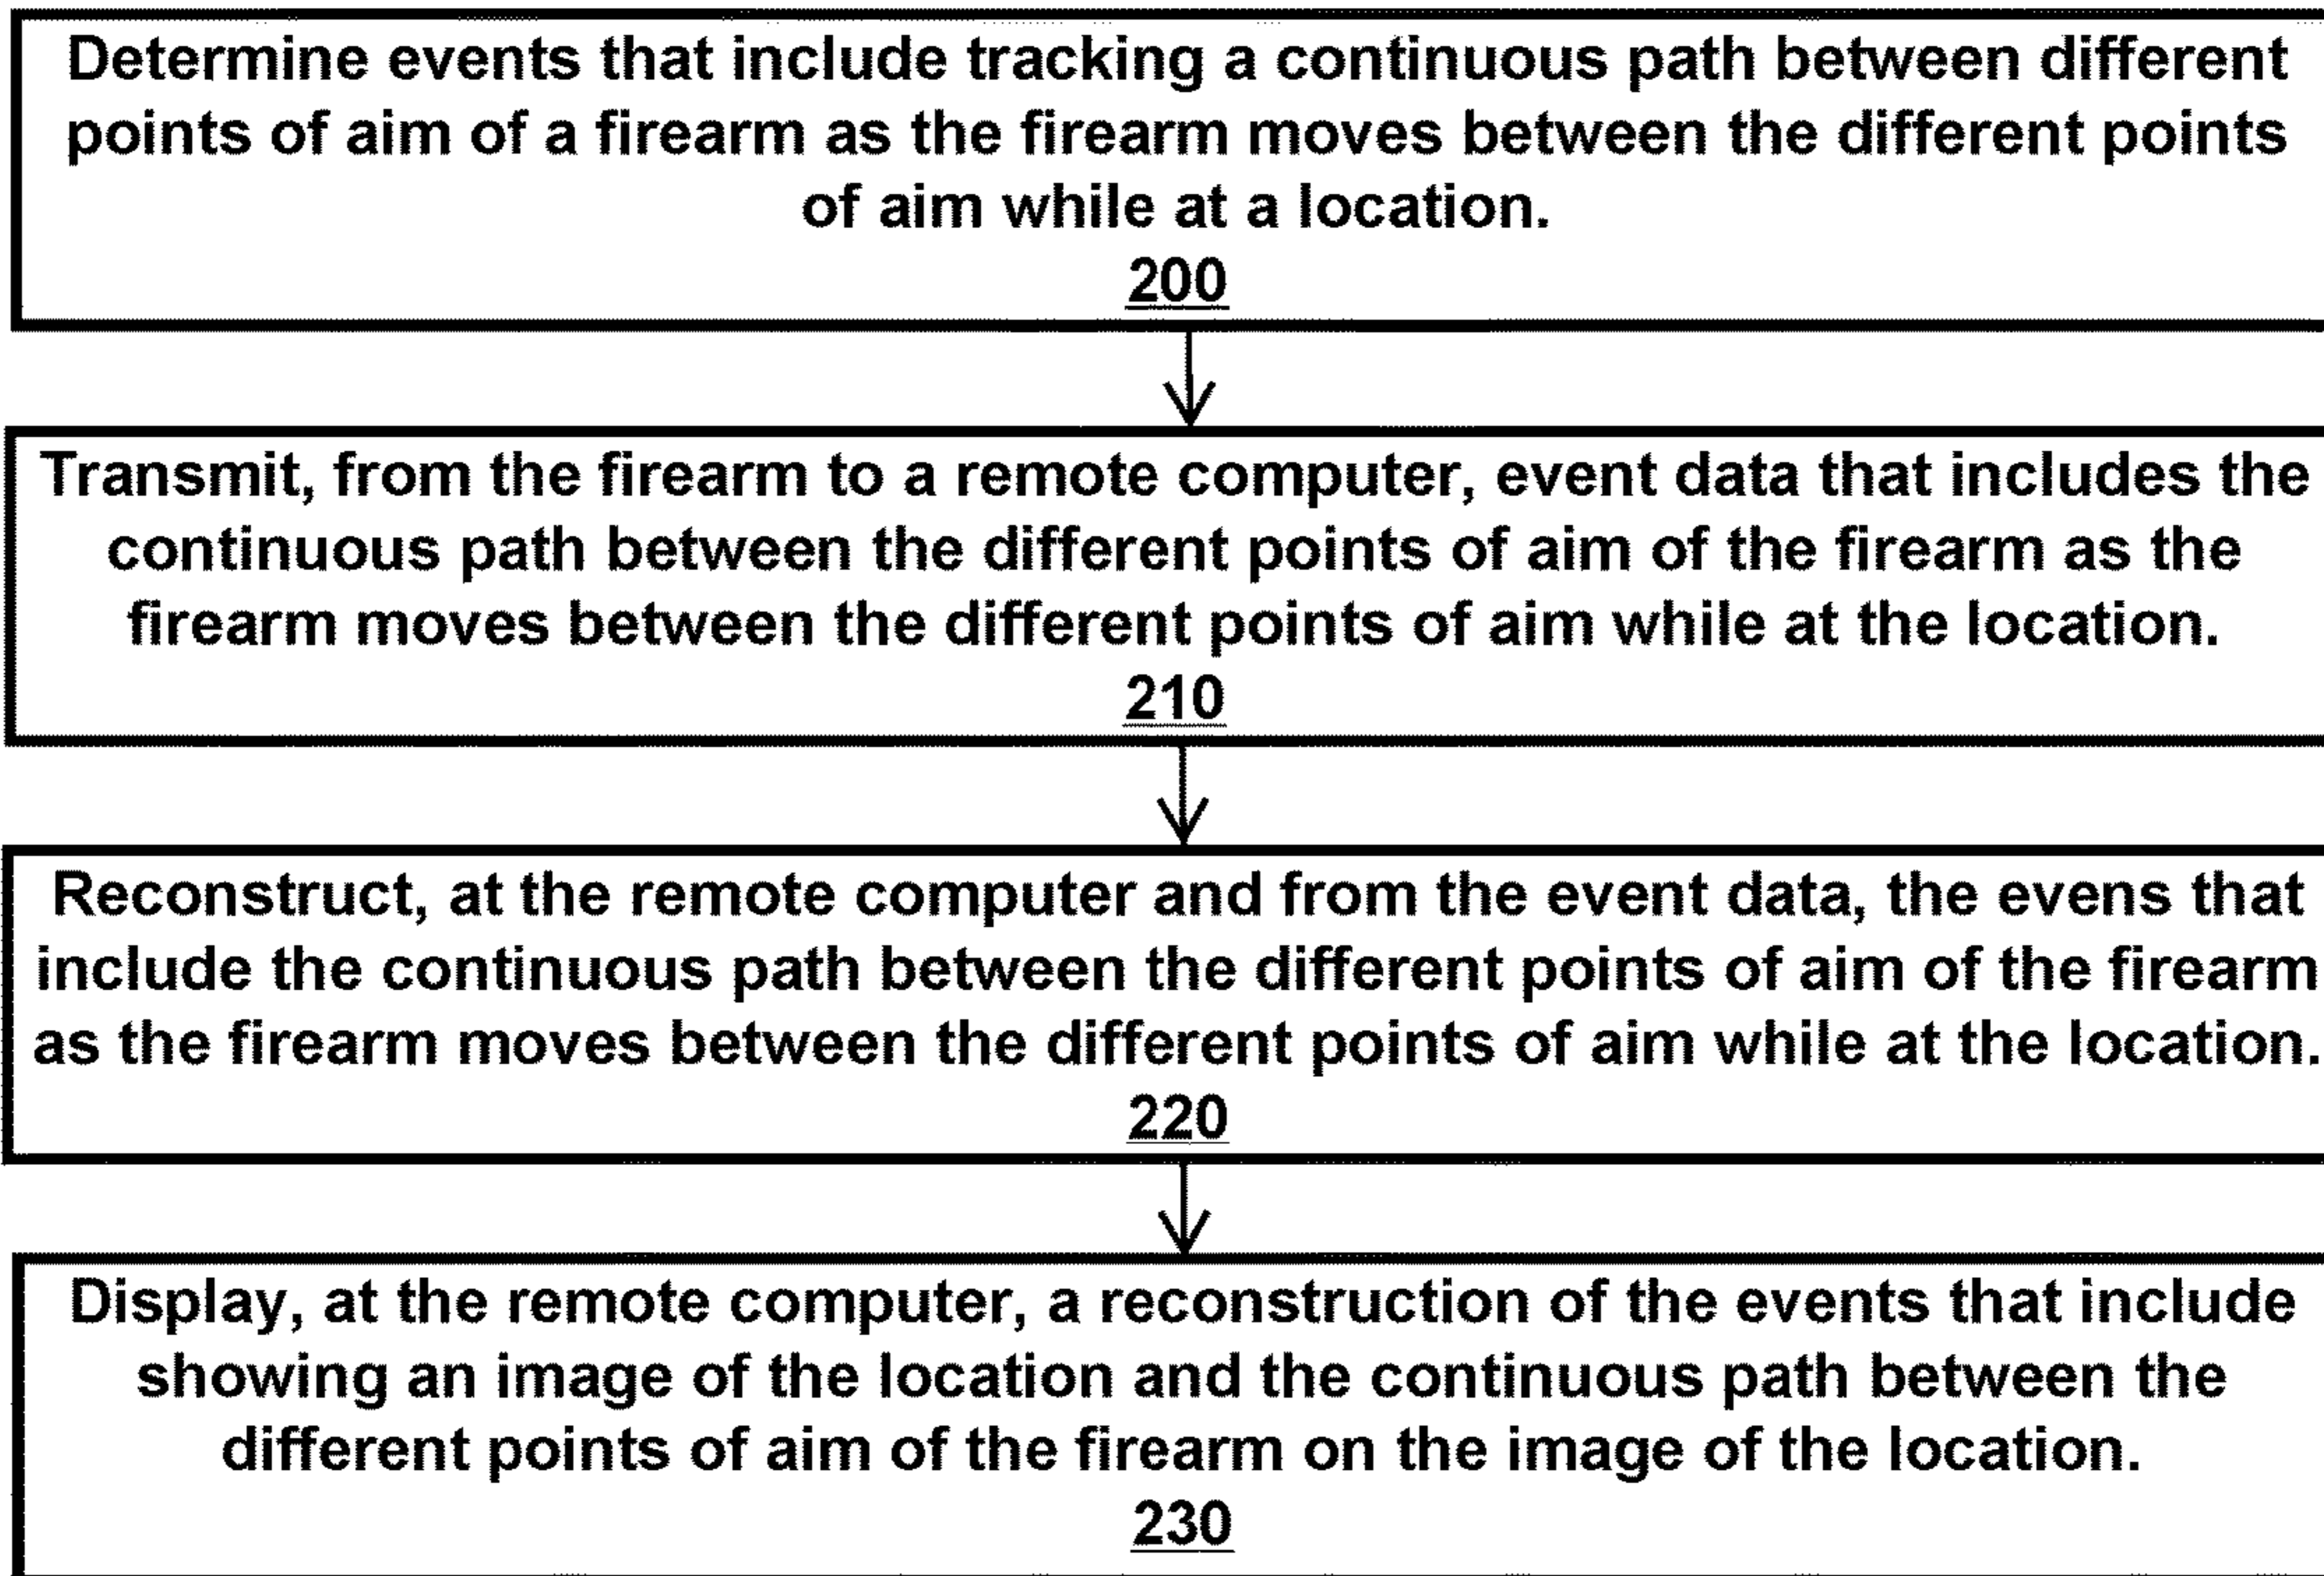 Determine events that include tracking a continuous path between different
points of aim of a firearm as the firearm moves between the different points
of aim while at a location.
200
Transmit, from the firearm to a remote computer, event data that includes the
continuous path between the different points of aim of the firearm as the
firearm moves between the different points of aim while at the location.
210
Reconstruct, at the remote computer and from the event data, the evens that
include the continuous path between the different points of aim of the firearm
as the firearm moves between the different points of aim while at the location.
220
Display, at the remote computer, a reconstruction of the events that include
showing an image of the location and the continuous path between the
different points of aim of the firearm on the image of the location.
230